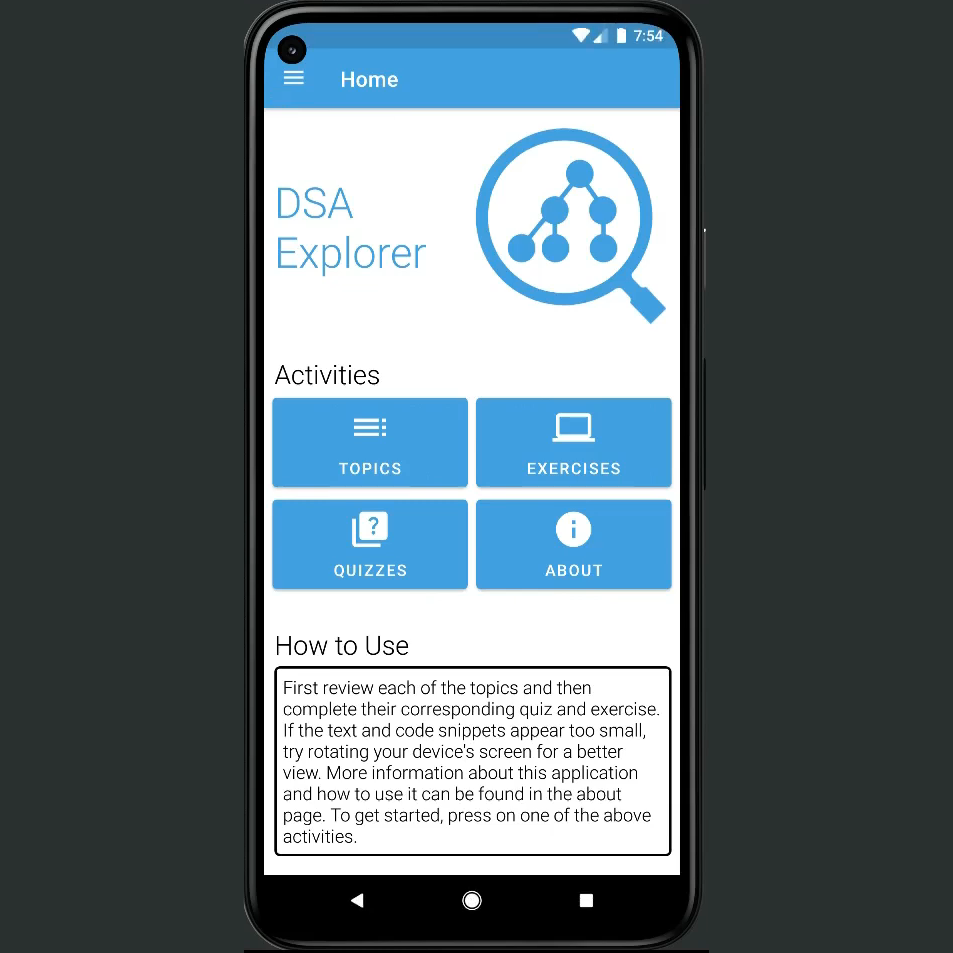 7:54
Home
DSA
Explorer
Activities
TOPICS
EXERCISES
?
QUIZZES
i
ABOUT
How to Use
First review each of the topics and then
complete their corresponding quiz and exercise.
If the text and code snippets appear too small,
try rotating your device's screen for a better
view. More information about this application
and how to use it can be found in the about
page. To get started, press on one of the above
activities.